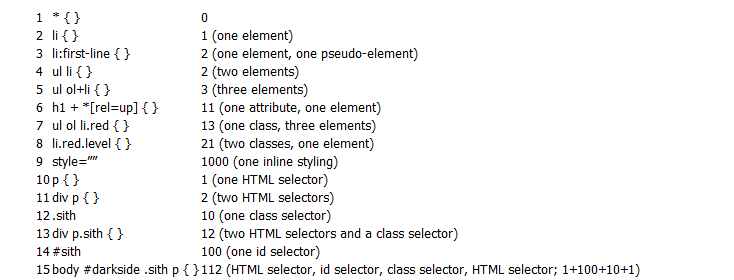 1 * { } 0
2 li { } 1 (one element)
3 li:first-line { } 2 (one element, one pseudo-element)
4 ul li { } 2 (two elements)
5 ul ol+li { } 3 (three elements)
6 h1 + *[rel=up] { } 11 (one attribute, one element)
7 ul ol li.red { } 13 (one class, three elements)
8 li.red.level { } 21 (two classes, one element)
9 style=”” 1000 (one inline styling)
10 p { } 1 (one HTML selector)
11 div p { } 2 (two HTML selectors)
12 .sith 10 (one class selector)
13 div p.sith { } 12 (two HTML selectors and a class selector)
14 #sith 100 (one id selector)
15 body #darkside .sith p { } 112 (HTML selector, id selector, class selector, HTML selector; 1+100+10+1)